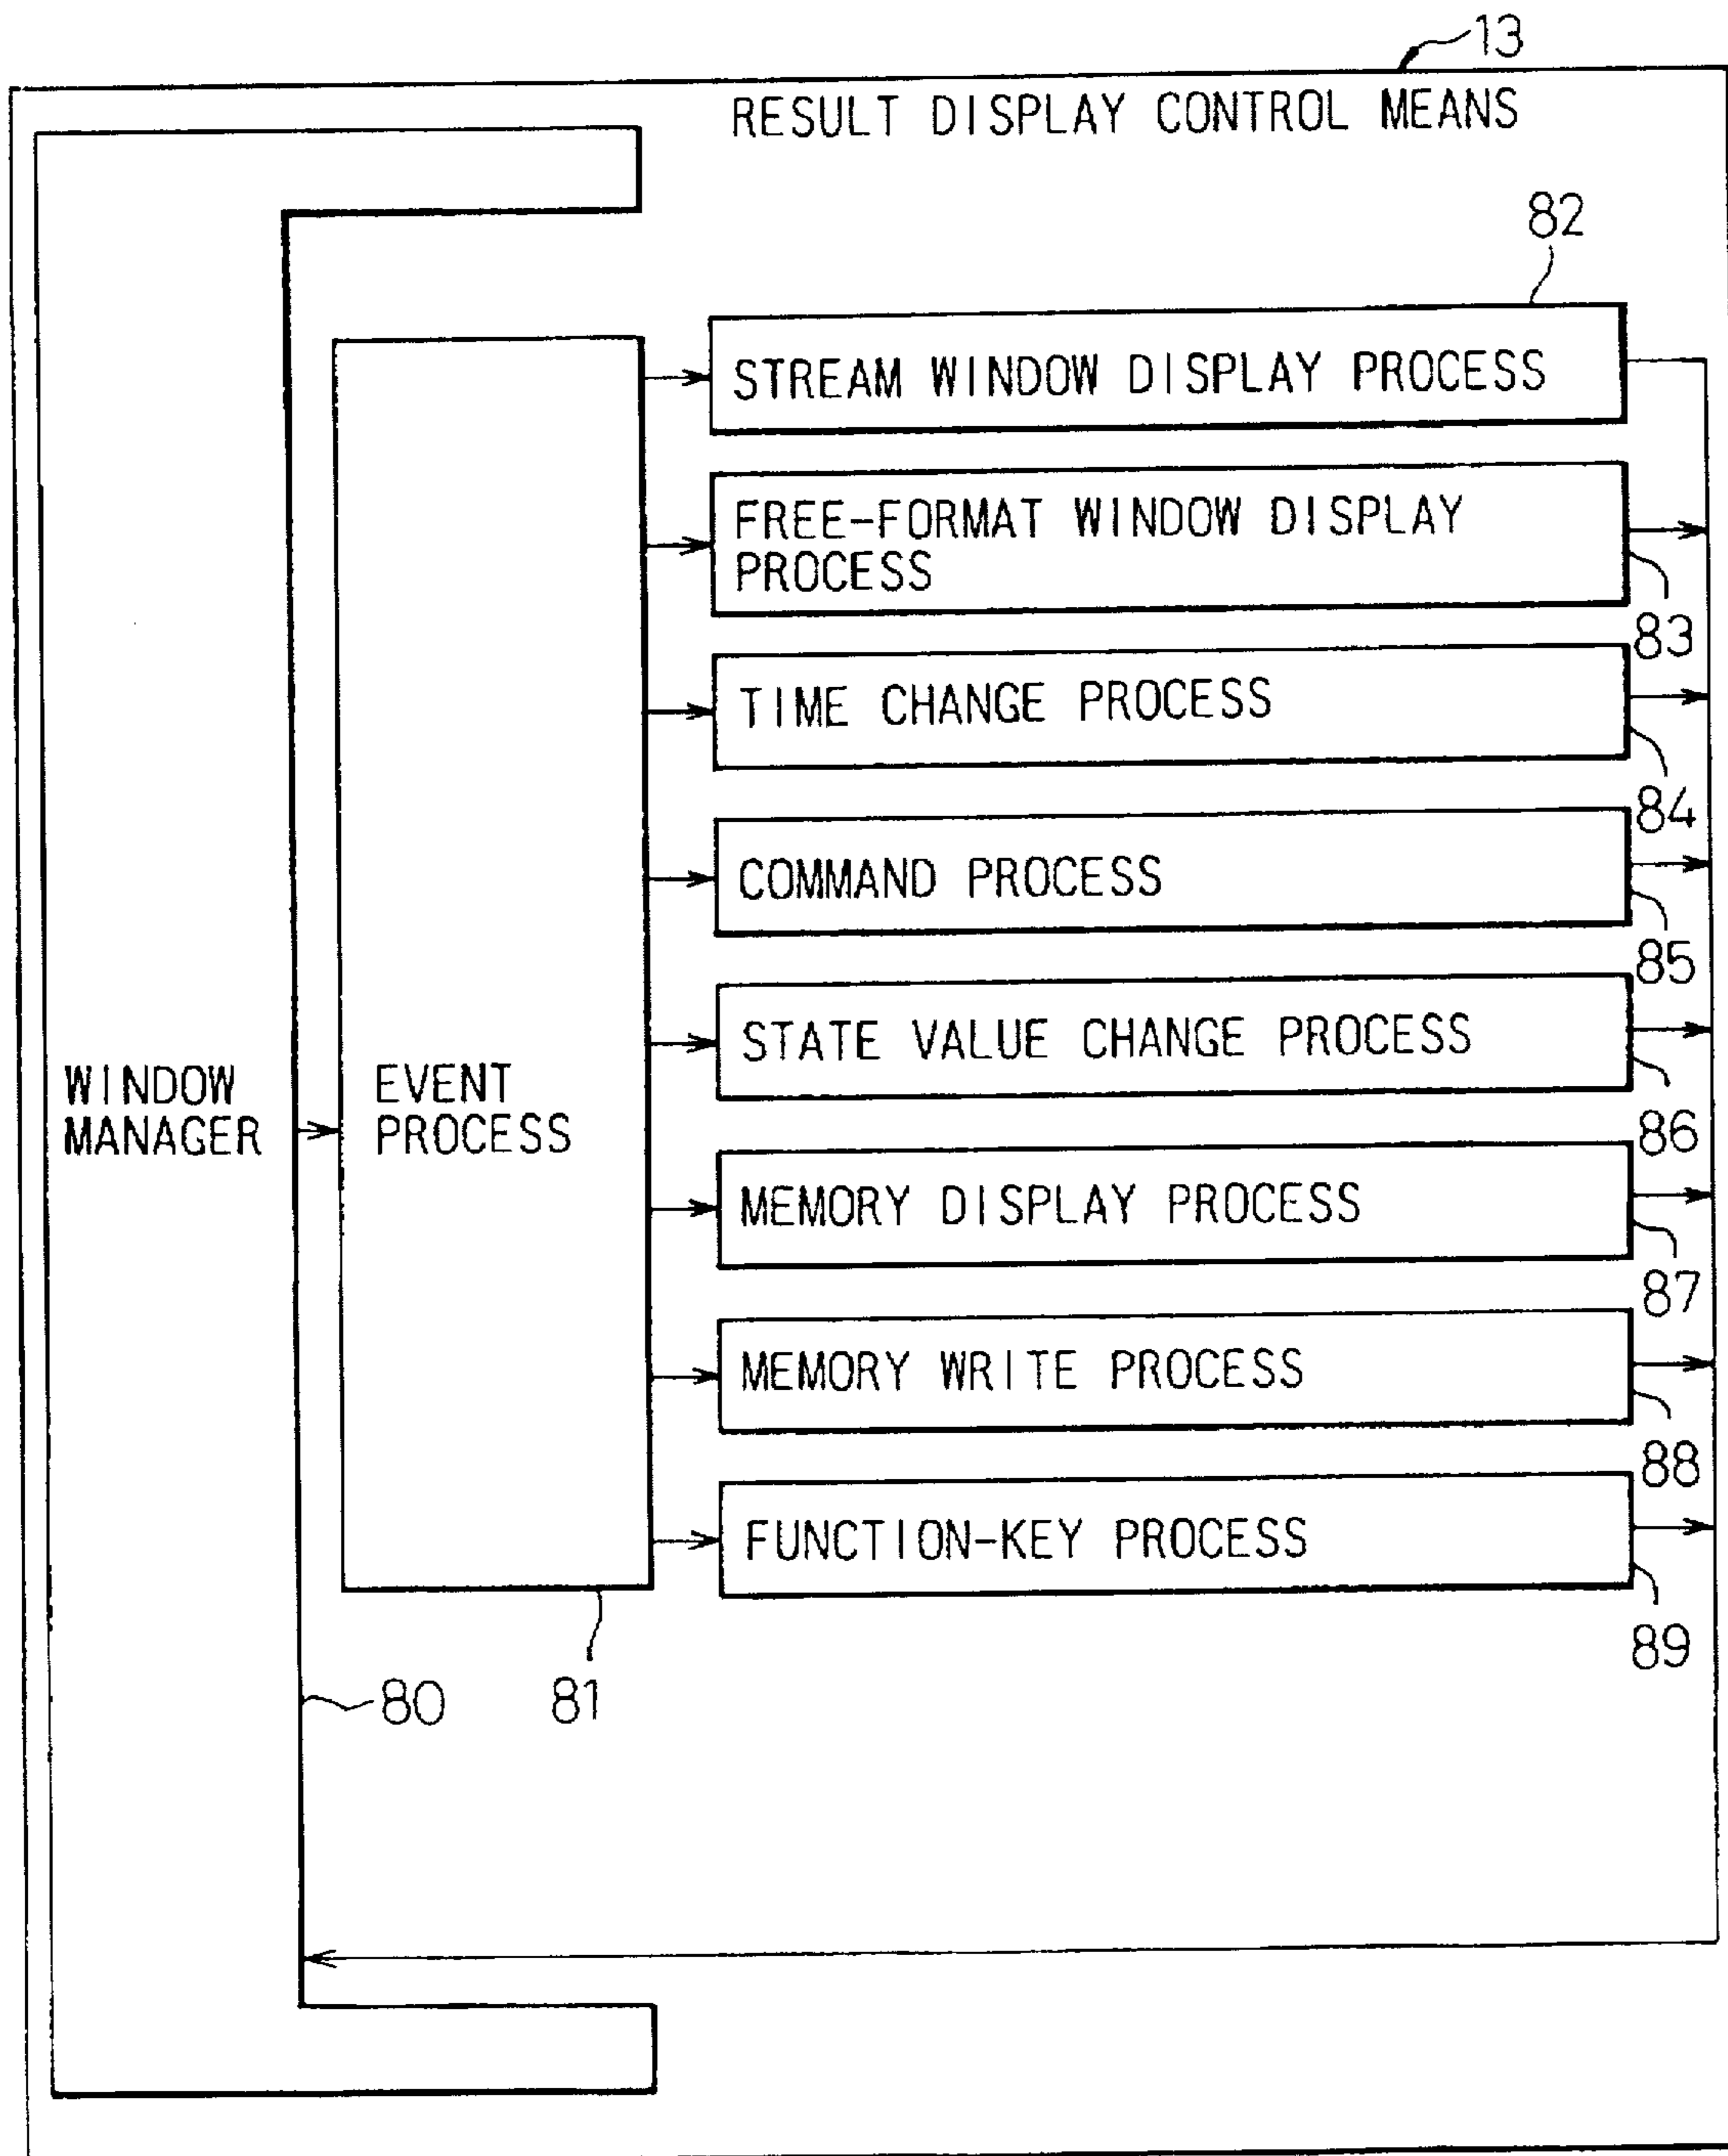 13
RESULT DISPLAY CONTROL MEANS
82
STREAM WINDOW DISPLAY PROCESS
FREE-FORMAT WINDOW DISPLAY
PROCESS
83
TIME CHANGE PROCESS
84
COMMAND PROCESS
85
STATE VALUE CHANGE PROCESS
86
WINDOW
MANAGER
EVENT
PROCESS
MEMORY DISPLAY PROCESS
87
MEMORY WRITE PROCESS
88
FUNCTION-KEY PROCESS
89
80
81